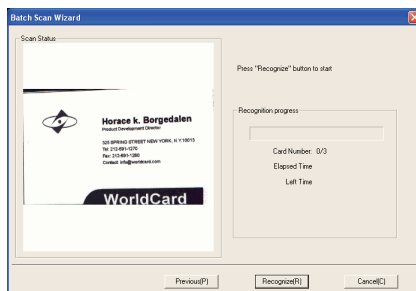 Batch Scan Wizard
Scan Status
Horace k. Borgedalen
Product Development Director
325 SPRING STREET NEW YORK, N.Y 10013
Tel: 212-691-1270
Fax: 212-691-1280
Contact: info@worldcard.com
WorldCard
Press "Recognize" button to start
Recognition progress
Card Number: 0/3
Elapsed Time
Left Time
Previous(P)
Recognize(R)
Cancel(C)